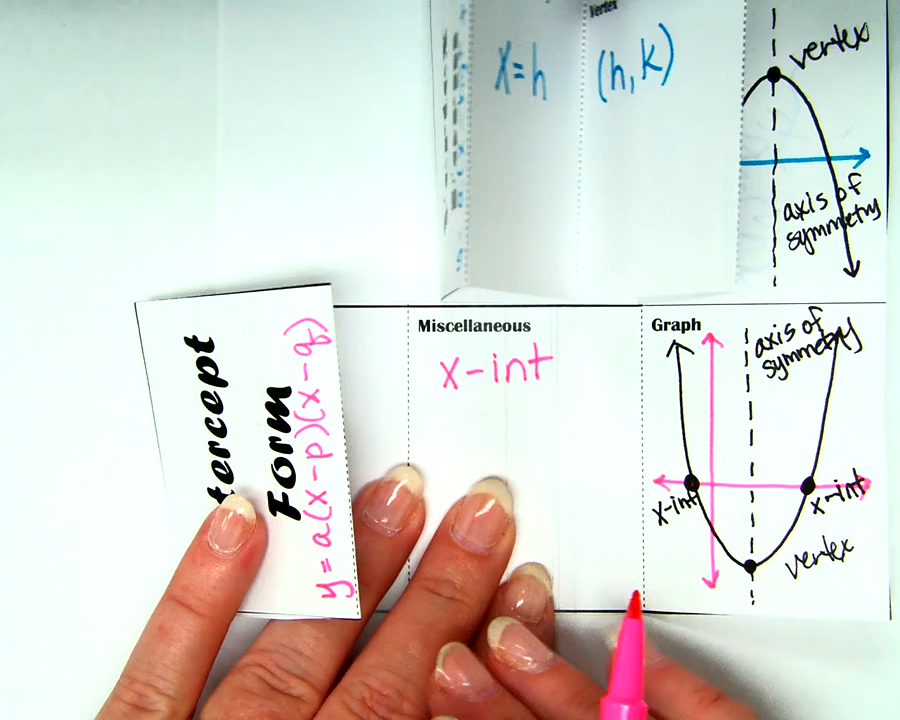 Vertex
x=h
(h,k)
vertex
axis of
symmetry
tercept
Form
y=a(x-p)(x-q)
Miscellaneous
x-int
Graph
axis of
symmetry
x-int
x-int
vertex